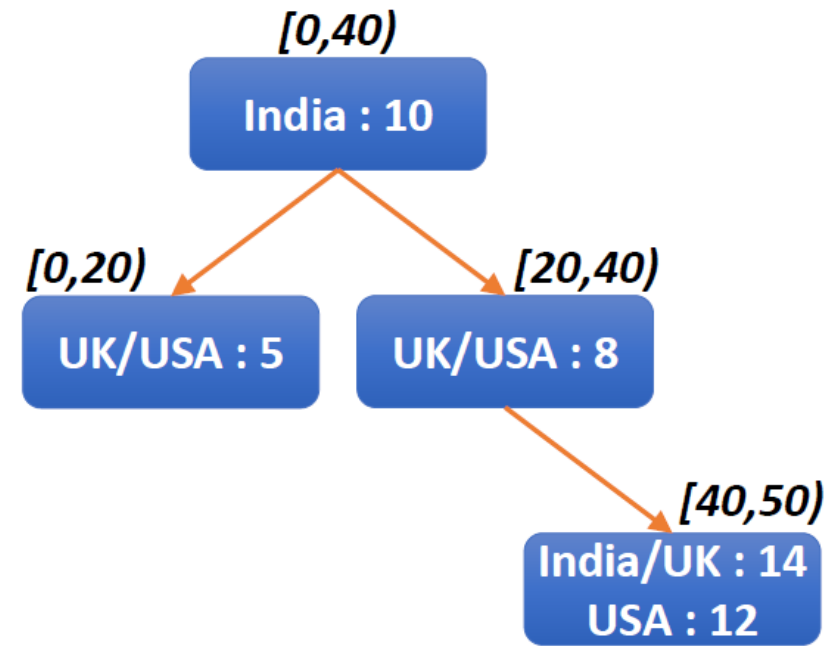 [0,40)
India : 10
[0,20)
[20,40)
UK/USA : 5
UK/USA : 8
[40,50)
India/UK : 14
USA : 12